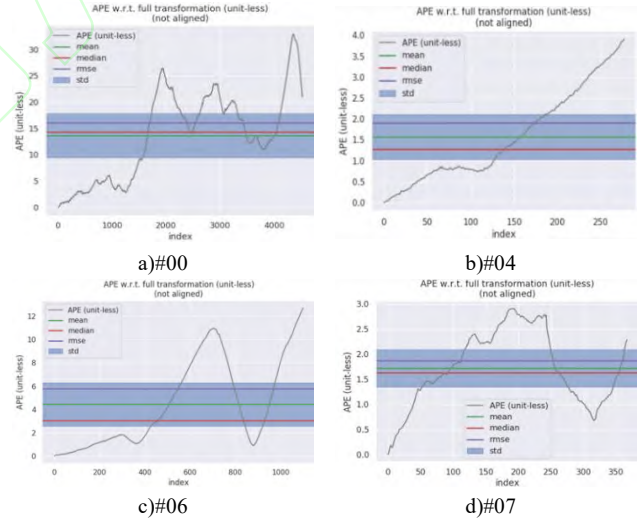 APE w.r.t. full transformation (unit-less)
(not aligned)
APE (unit-less)
30
25
20
15
10
5
0
APE (unit-less)
mean
median
rmse
std
0 1000 2000 3000 4000
index
a)#00
APE w.r.t. full transformation (unit-less)
(not aligned)
APE (unit-less)
4.0
3.5
3.0
2.5
2.0
1.5
1.0
0.5
0.0
APE (unit-less)
mean
median
rmse
std
0 50 100 150 200 250
index
b)#04
APE w.r.t. full transformation (unit-less)
(not aligned)
APE (unit-less)
12
10
8
6
4
2
0
APE (unit-less)
mean
median
rmse
std
0 200 400 600 800 1000
index
c)#06
APE w.r.t. full transformation (unit-less)
(not aligned)
APE (unit-less)
3.0
2.5
2.0
1.5
1.0
0.5
0.0
APE (unit-less)
mean
median
rmse
std
0 50 100 150 200 250 300 350
index
d)#07